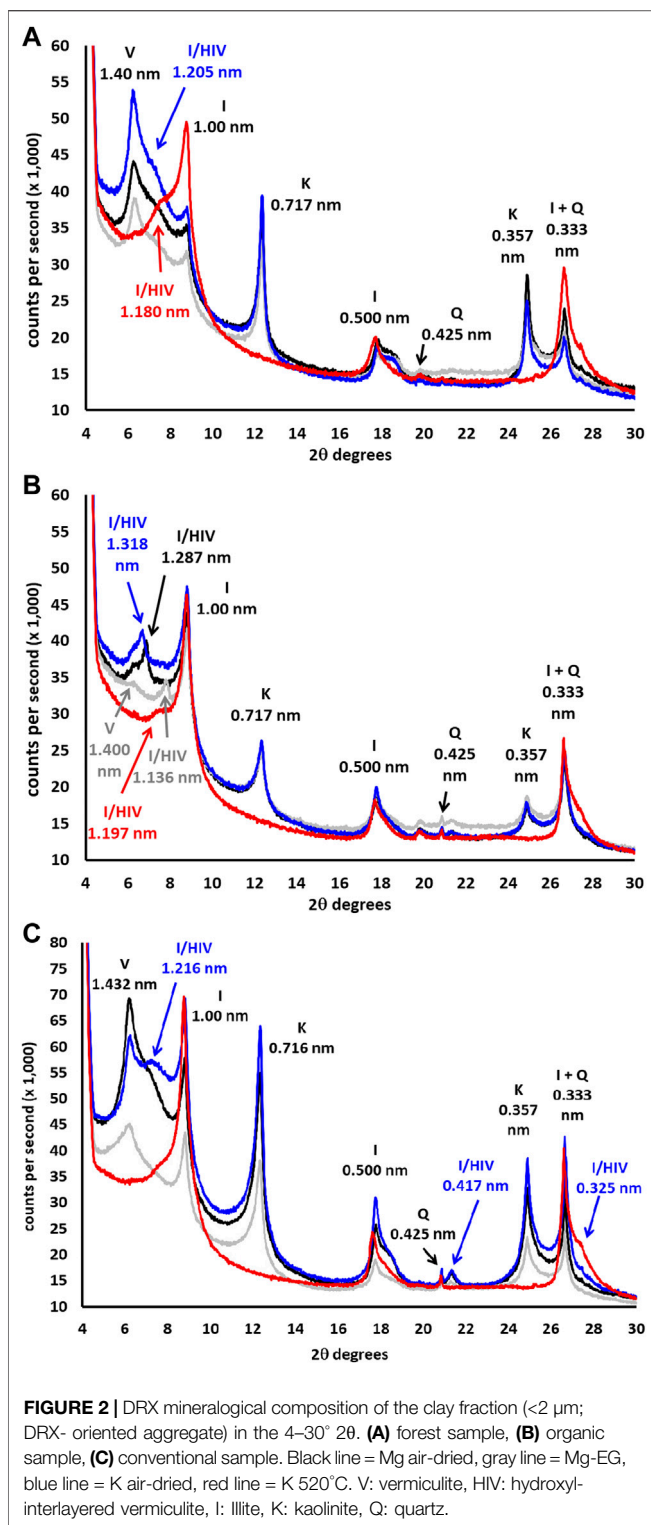 A
60
55
50
45
40
35
30
25
20
15
10
counts per second (x 1,000)
V
1.40 nm
I/HIV
1.205 nm
I
1.00 nm
I/HIV
1.180 nm
K
0.717 nm
I
0.500 nm
Q
0.425 nm
K
0.357
nm
I + Q
0.333
nm
4 6 8 10 12 14 16 18 20 22 24 26 28 30
2θ degrees
B
60
55
50
45
40
35
30
25
20
15
10
counts per second (x 1,000)
I/HIV
1.318
nm
I/HIV
1.287 nm
I
1.00 nm
V
1.400
nm
I/HIV
1.136 nm
I/HIV
1.197 nm
K
0.717 nm
I
0.500 nm
Q
0.425
nm
K
0.357
nm
I + Q
0.333
nm
4 6 8 10 12 14 16 18 20 22 24 26 28 30
2θ degrees
C
80
75
70
65
60
55
50
45
40
35
30
25
20
15
10
counts per second (x 1,000)
V
1.432 nm
I/HIV
1.216 nm
I
1.00 nm
K
0.716 nm
I
0.500 nm
Q
0.425 nm
I/HIV
0.417 nm
K
0.357
nm
I + Q
0.333
nm
I/HIV
0.325 nm
4 6 8 10 12 14 16 18 20 22 24 26 28 30
2θ degrees
FIGURE 2 | DRX mineralogical composition of the clay fraction (<2 μm;
DRX- oriented aggregate) in the 4–30° 2θ. (A) forest sample, (B) organic
sample, (C) conventional sample. Black line = Mg air-dried, gray line = Mg-EG,
blue line = K air-dried, red line = K 520°C. V: vermiculite, HIV: hydroxyl-
interlayered vermiculite, I: Illite, K: kaolinite, Q: quartz.